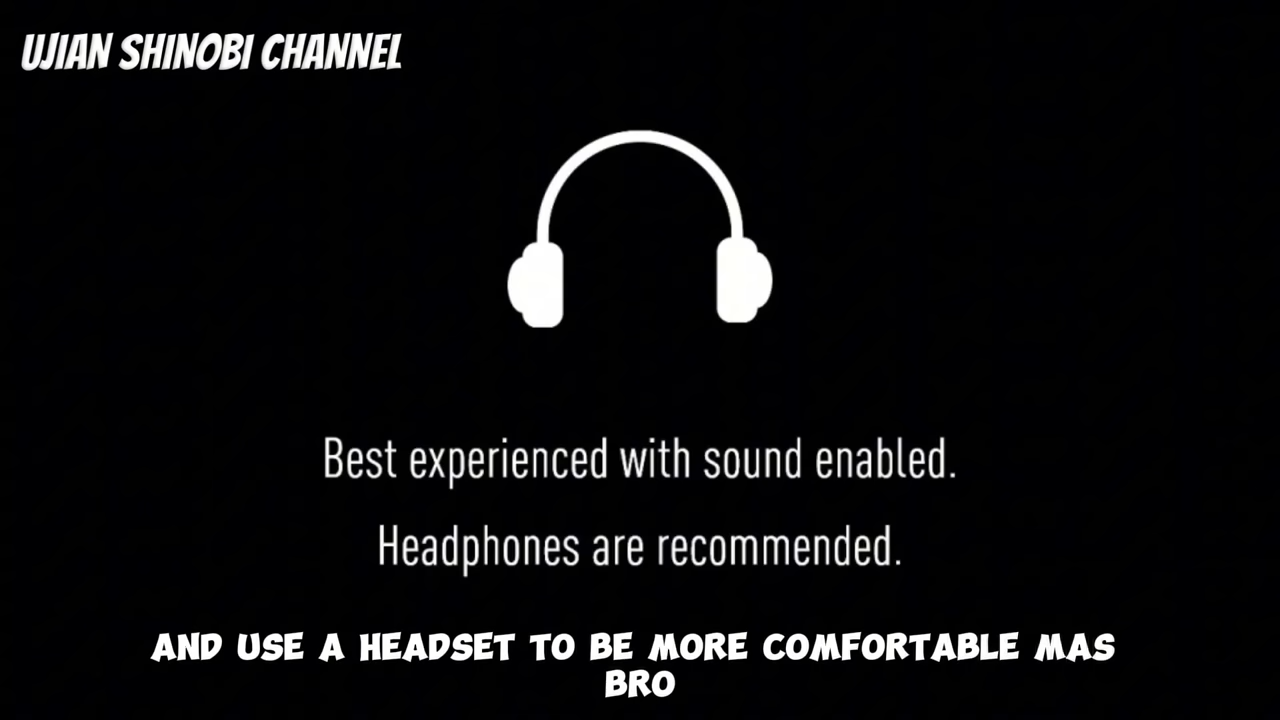 UJIAN SHINOBI CHANNEL
Best experienced with sound enabled.
Headphones are recommended.
AND USE A HEADSET TO BE MORE COMFORTABLE MAS
BRO